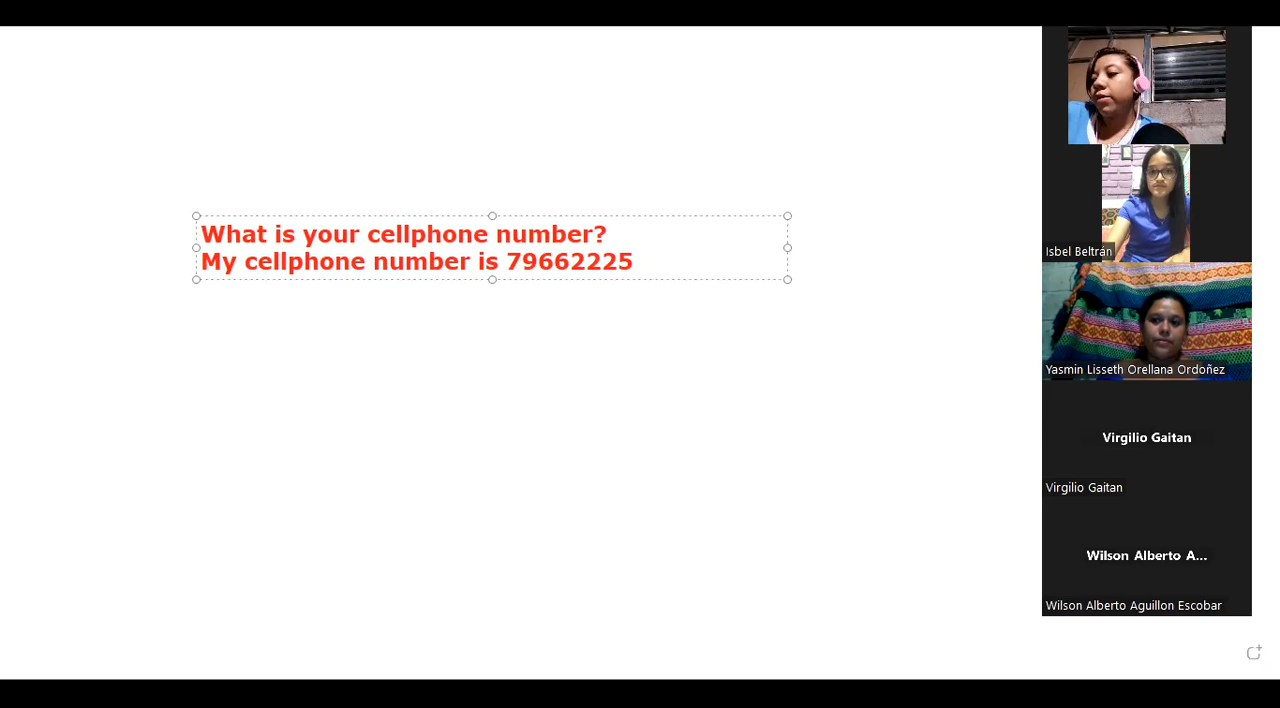 What is your cellphone number?
My cellphone number is 79662225
Isbel Beltrán
Yasmin Lisseth Orellana Ordoñez
Virgilio Gaitan
Virgilio Gaitan
Wilson Alberto A...
Wilson Alberto Aguillon Escobar